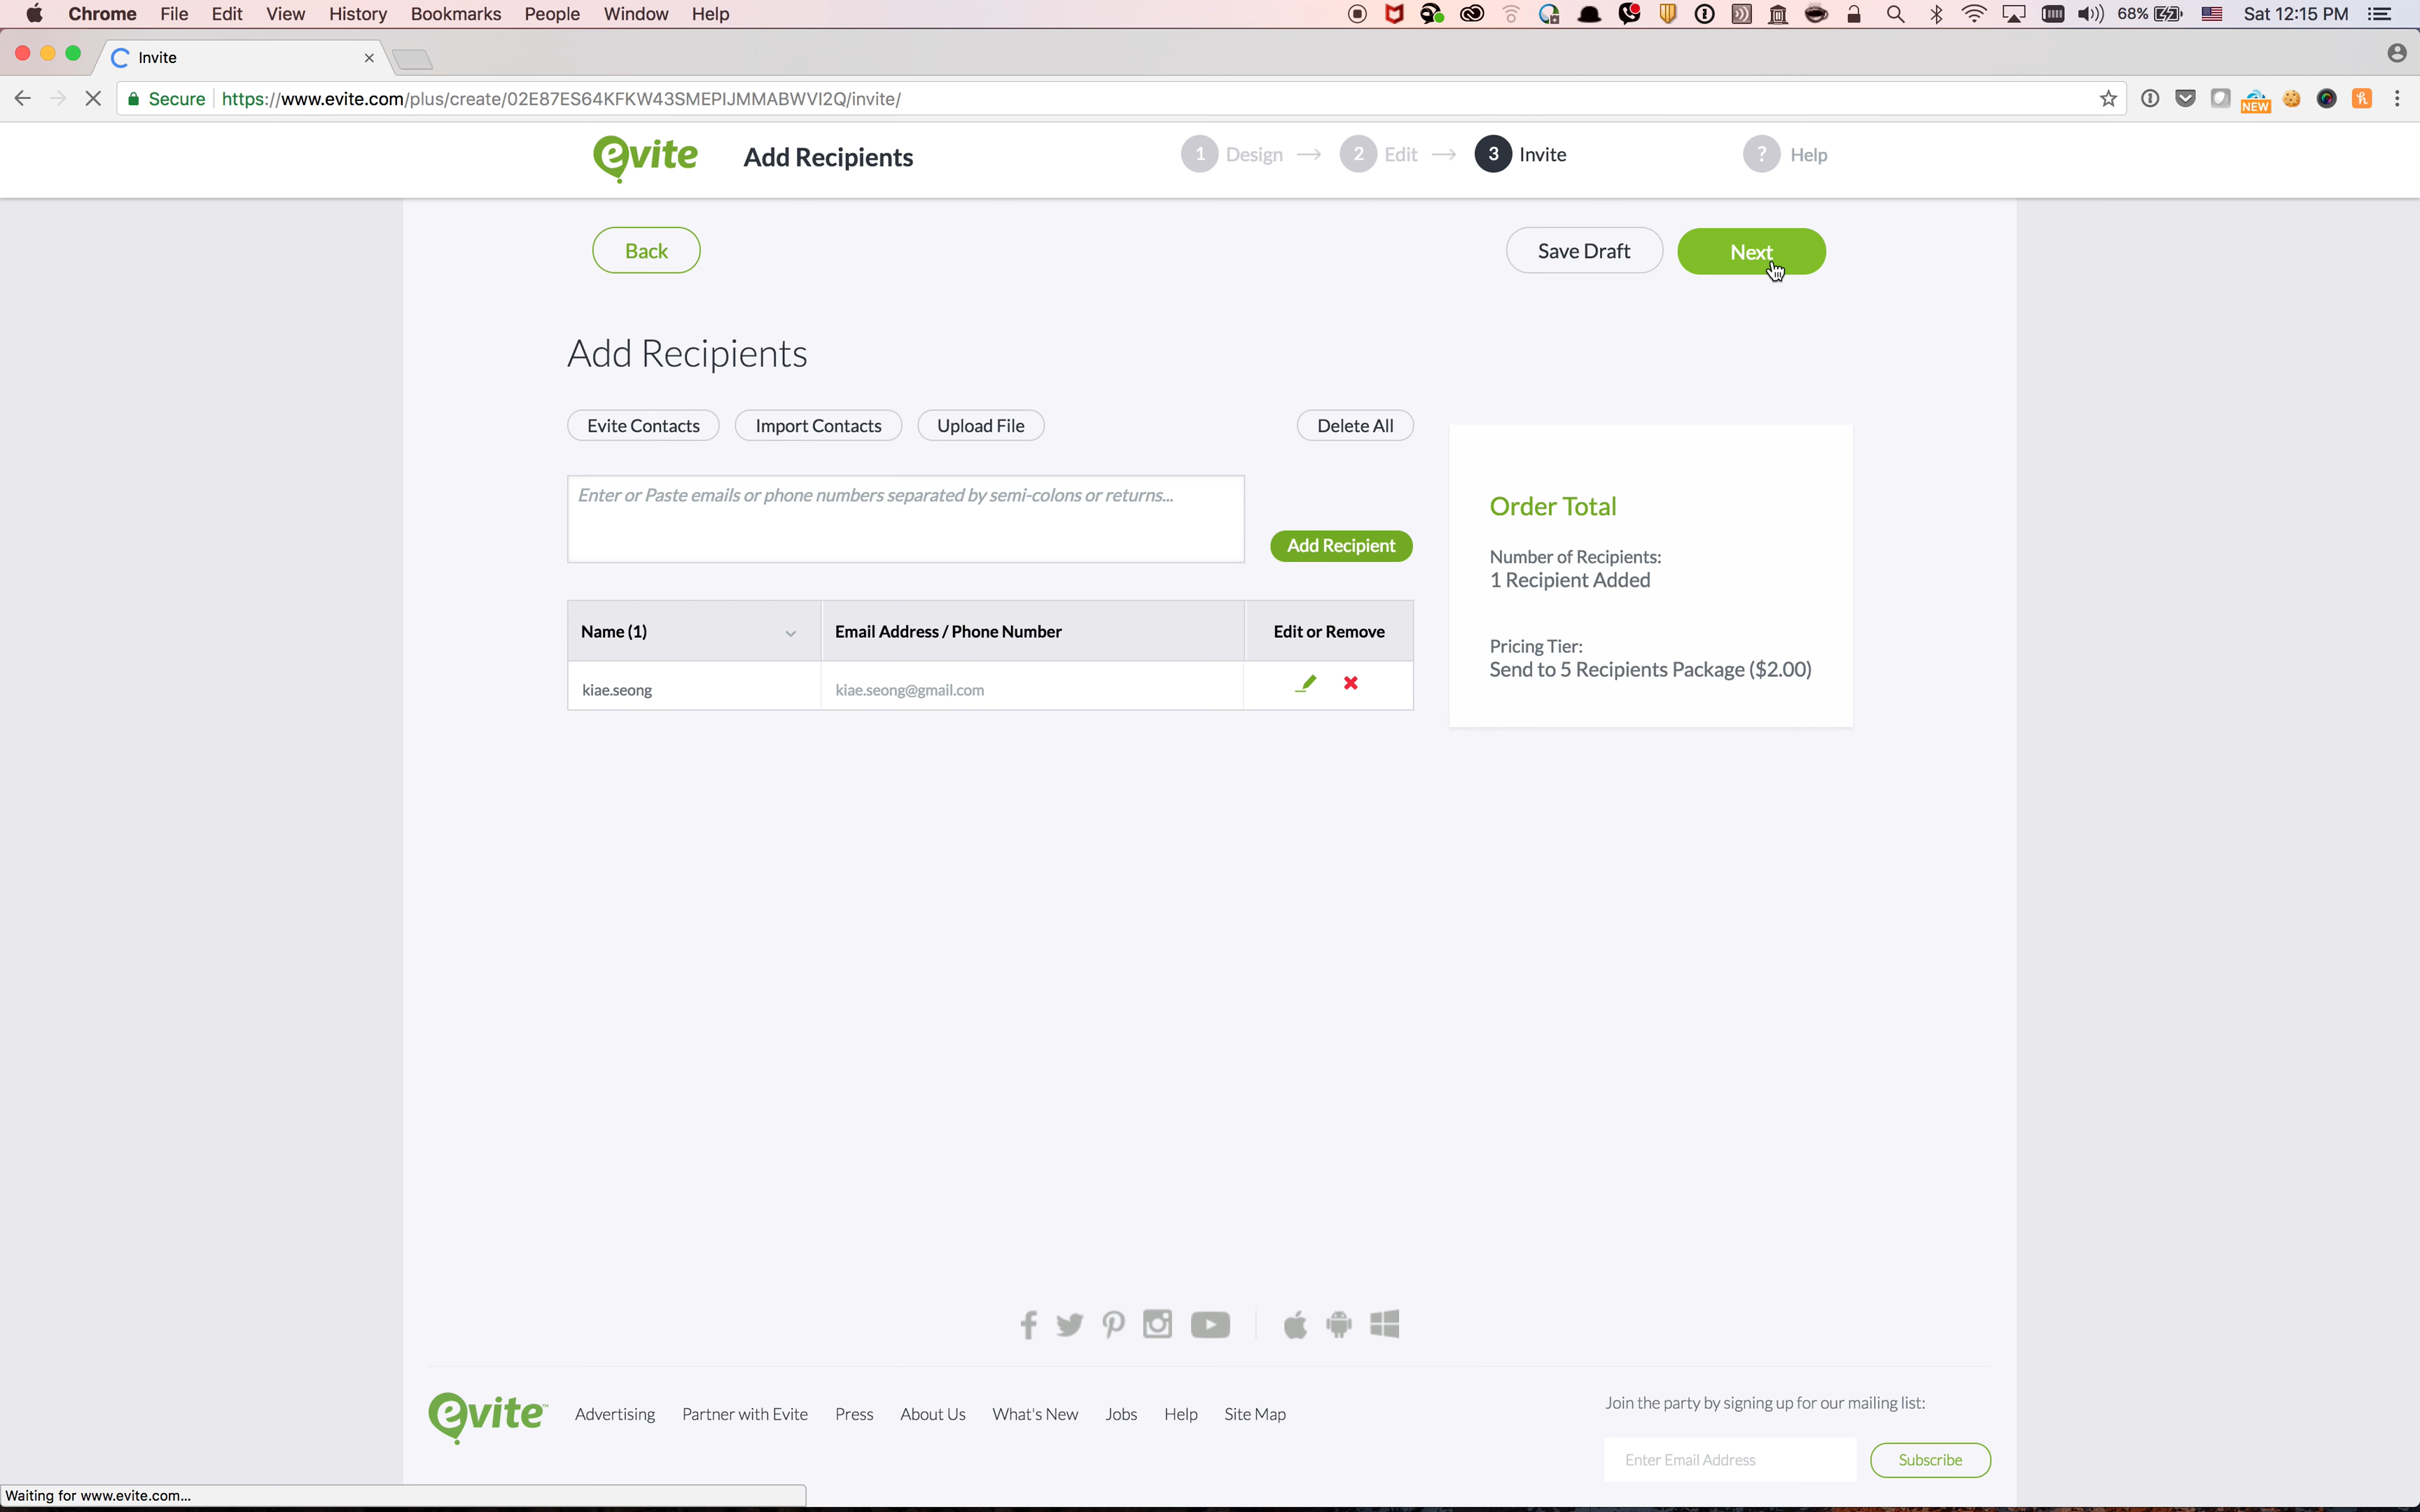 Chrome File Edit View History Bookmarks People Window Help 68% Sat 12:15 PM
Invite
Secure https://www.evite.com/plus/create/02E87ES64KFKW43SMEPIJMMABWVI2Q/invite/ NEW
evite Add Recipients 1 Design 2 Edit 3 Invite ? Help
Back Save Draft Next
Add Recipients
Evite Contacts Import Contacts Upload File Delete All
Enter or Paste emails or phone numbers separated by semi-colons or returns...
Add Recipient
Order Total
Number of Recipients:
1 Recipient Added
Pricing Tier:
Send to 5 Recipients Package ($2.00)
Name (1) Email Address / Phone Number Edit or Remove
kiae.seong kiae.seong@gmail.com
evite™ Advertising Partner with Evite Press About Us What's New Jobs Help Site Map
Join the party by signing up for our mailing list:
Enter Email Address Subscribe
Waiting for www.evite.com...